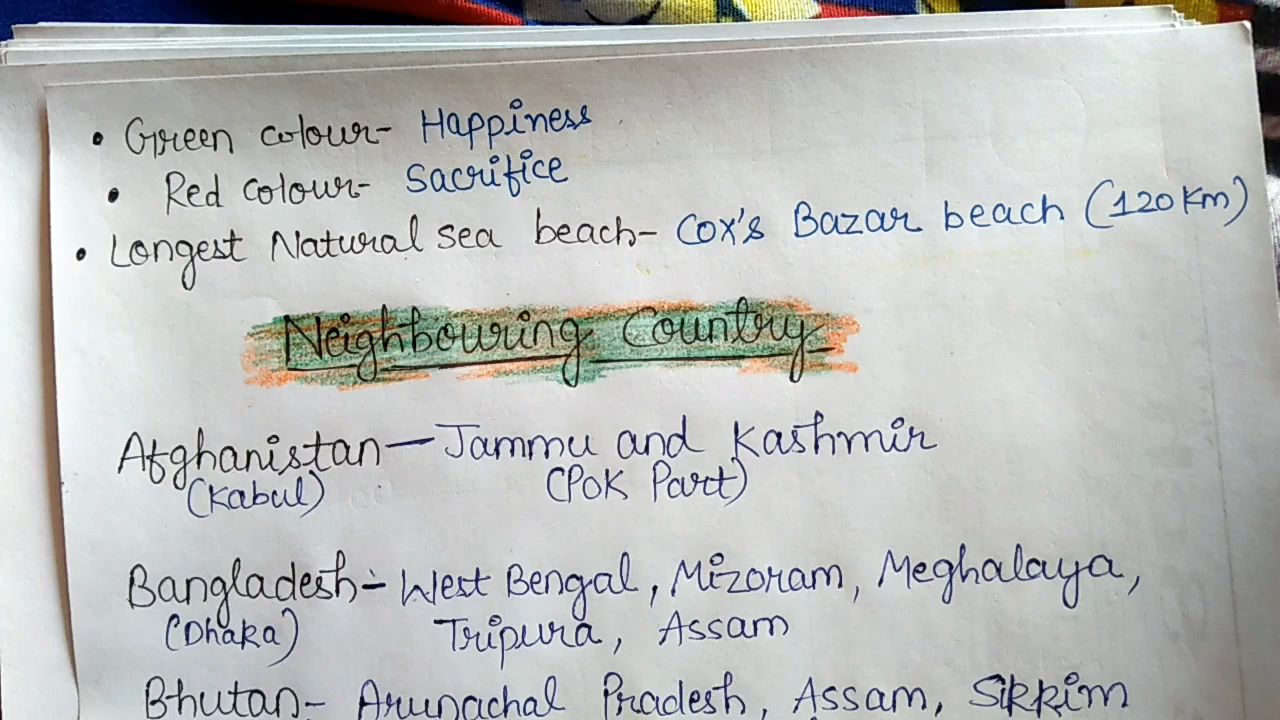 • Green colour- Happiness
• Red colour- Sacrifice
• Longest Natural sea beach- Cox's Bazar beach (120 Km)
Neighbouring Country
Afghanistan — Jammu and Kashmir
(Kabul) (POK Part)
Bangladesh - West Bengal, Mizoram, Meghalaya,
(Dhaka) Tripura, Assam
Bhutan- Arunachal Pradesh, Assam, Sikkim